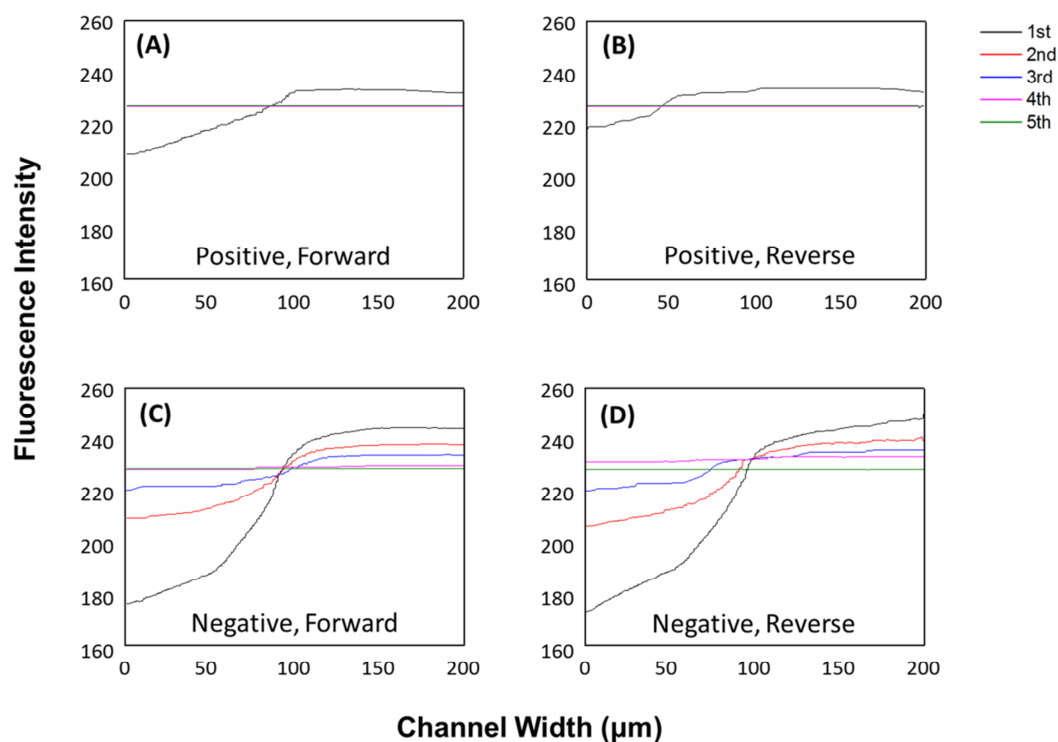 Fluorescence Intensity
260
240
220
200
180
160
(A)
Positive, Forward
0 50 100 150 200
260
240
220
200
180
160
(B)
Positive, Reverse
0 50 100 150 200
1st
2nd
3rd
4th
5th
260
240
220
200
180
160
(C)
Negative, Forward
0 50 100 150 200
260
240
220
200
180
160
(D)
Negative, Reverse
0 50 100 150 200
Channel Width (µm)